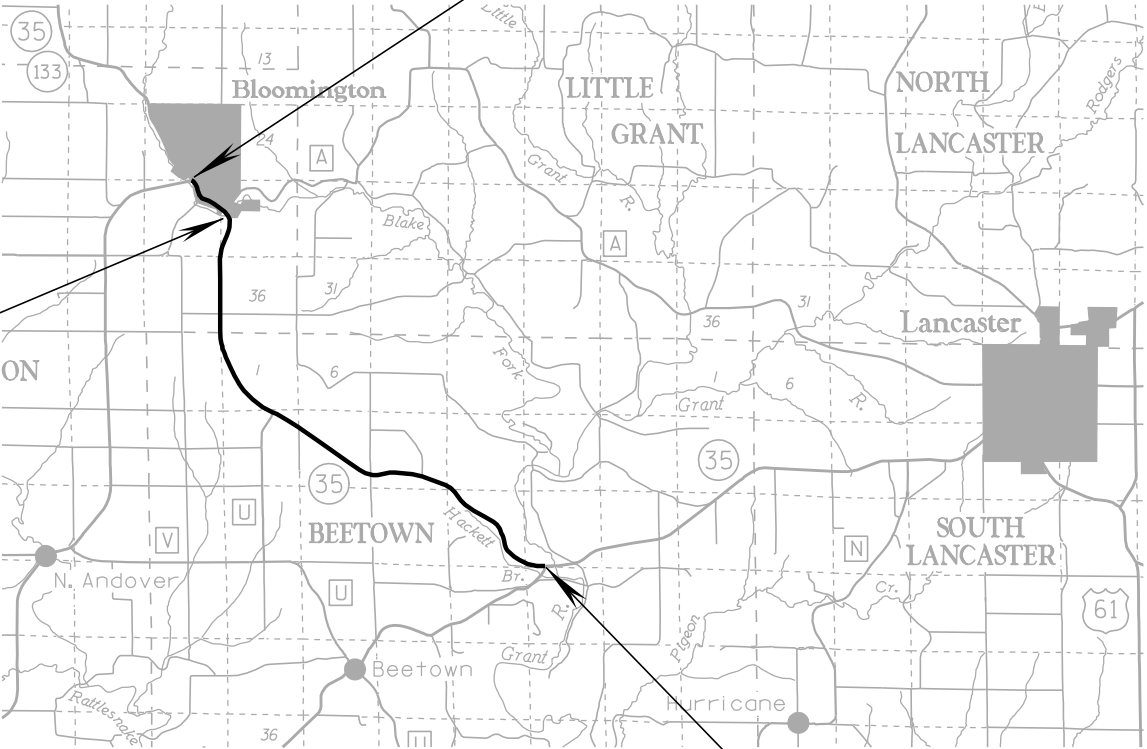 Little
35
133
13
Bloomington
LITTLE
GRANT
NORTH
LANCASTER
Rodgers
24
A
Grant
R.
Blake
A
36
31
31
36
Lancaster
ON
Fork
1
6
1
6
Grant
R.
35
35
Hackett
BEETOWN
U
V
N
SOUTH
LANCASTER
N. Andover
Br.
U
R.
Cr.
61
Pigeon
Grant
Beetown
Rattlesnake
Hurricane
36